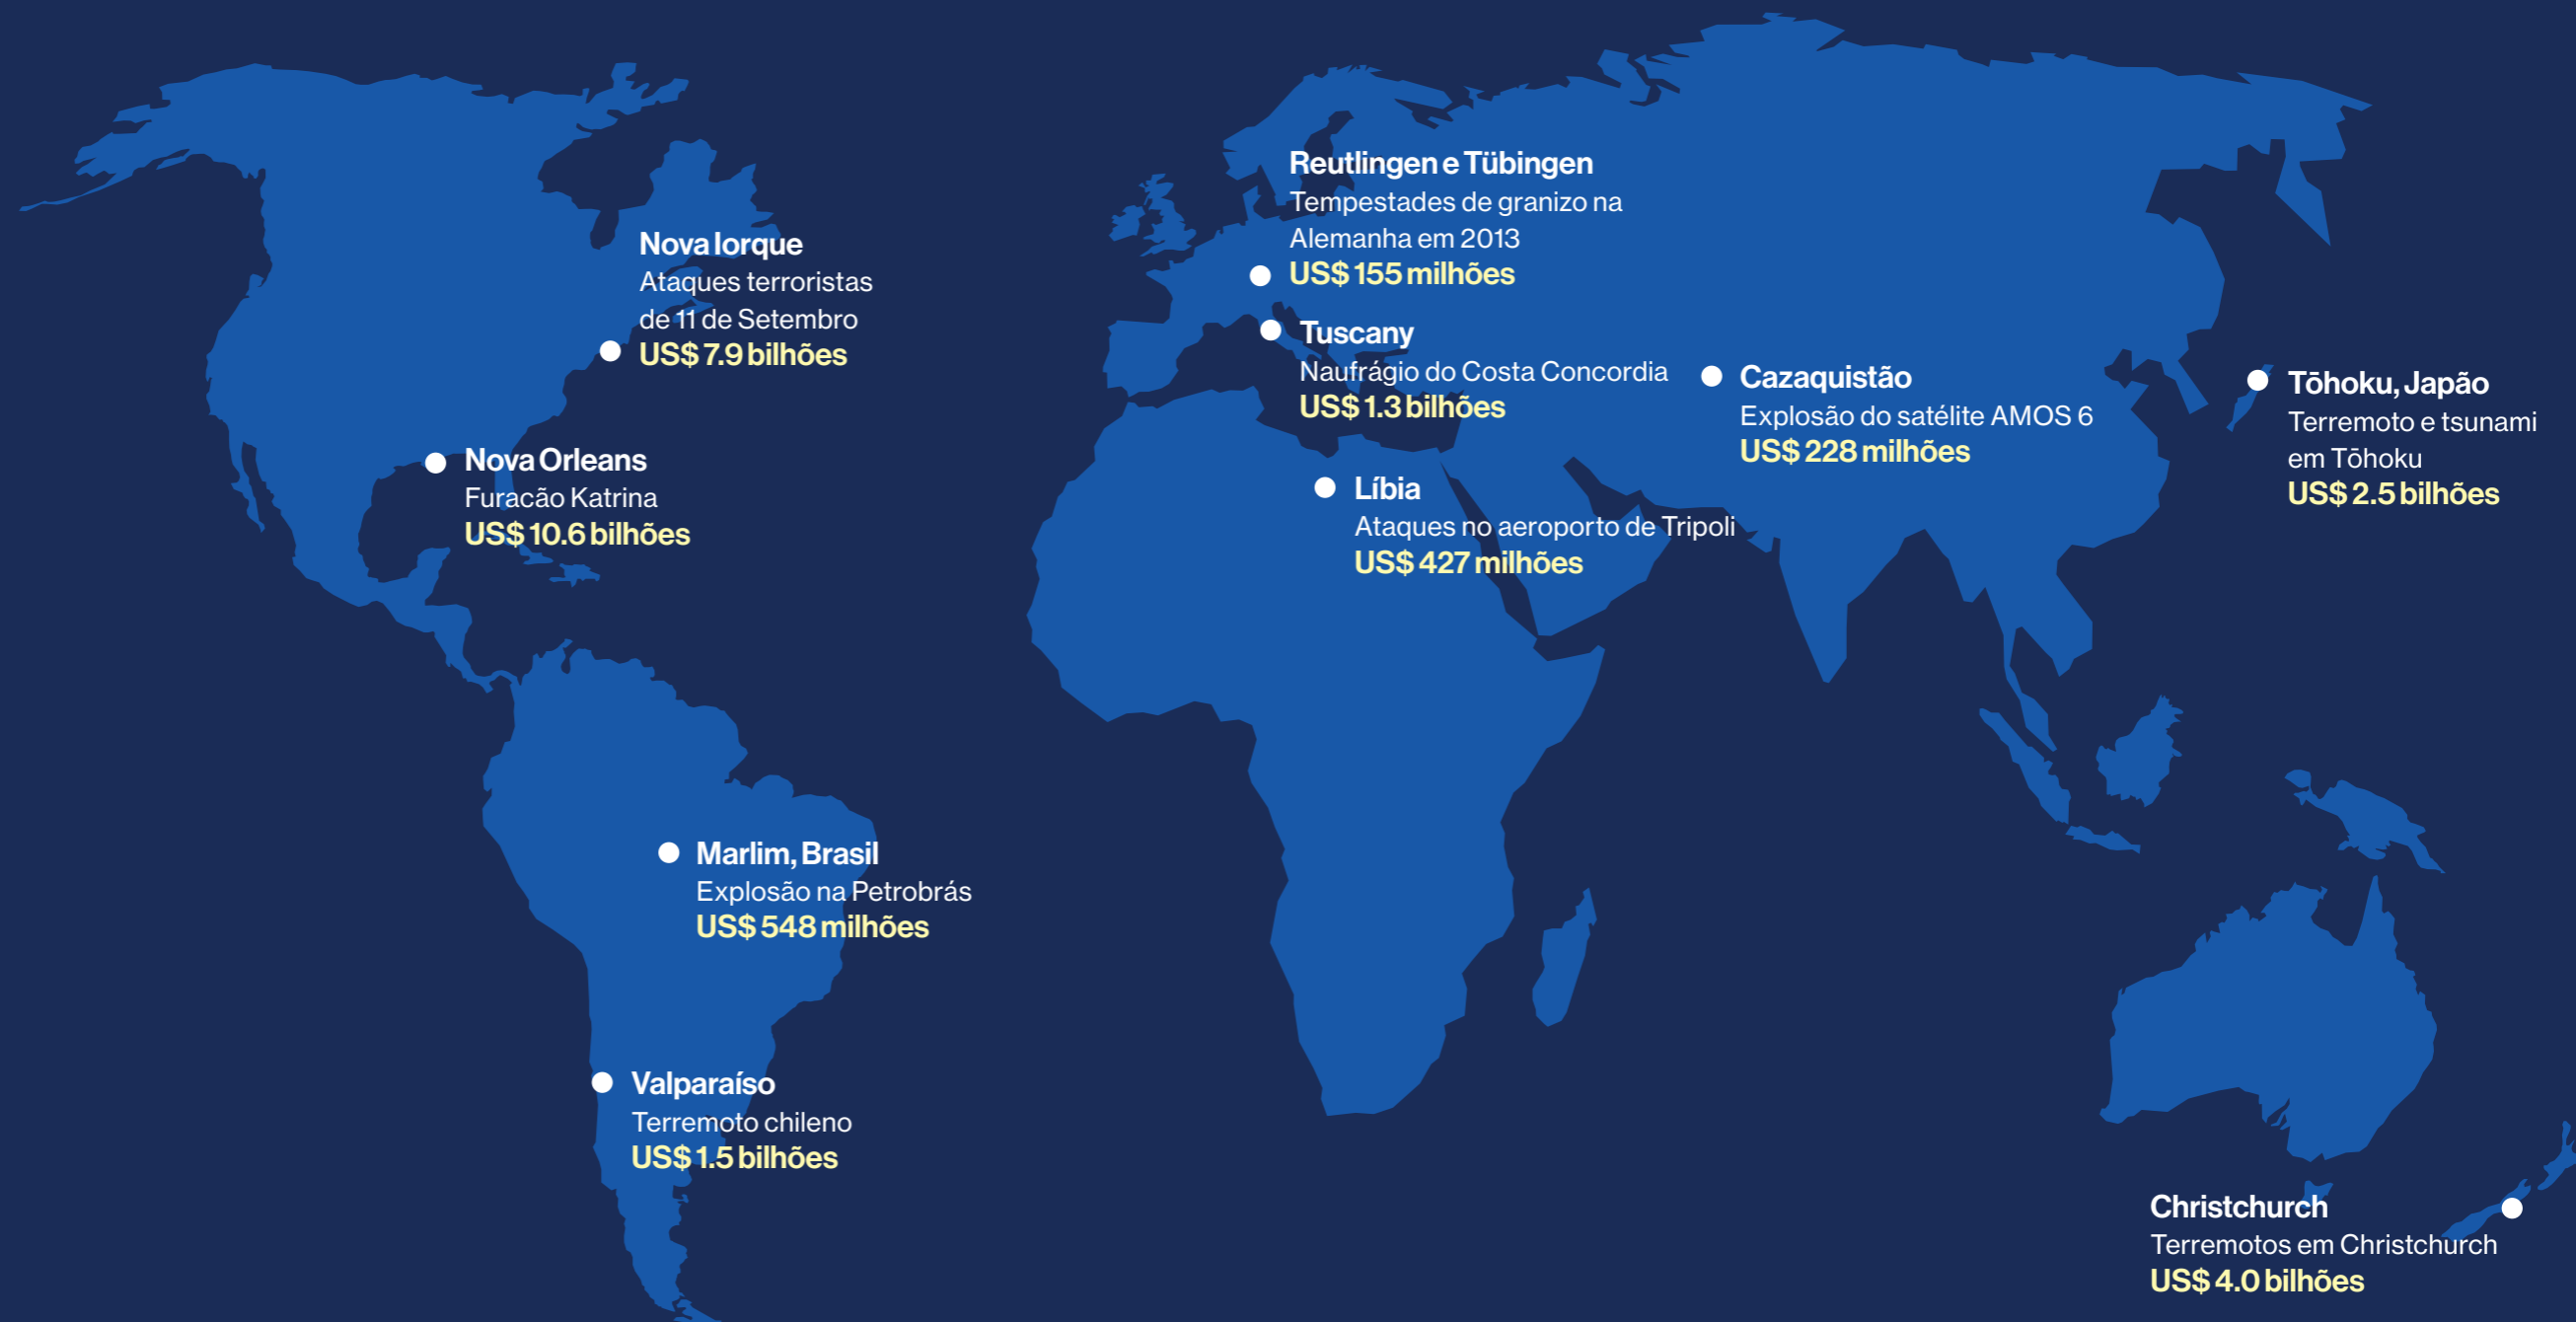 Nova Iorque
Ataques terroristas
de 11 de Setembro
US$ 7.9 bilhões
Nova Orleans
Furacão Katrina
US$ 10.6 bilhões
Marlim, Brasil
Explosão na Petrobrás
US$ 548 milhões
Valparaíso
Terremoto chileno
US$ 1.5 bilhões
Reutlingen e Tübingen
Tempestades de granizo na
Alemanha em 2013
US$ 155 milhões
Tuscany
Naufrágio do Costa Concordia
US$ 1.3 bilhões
Líbia
Ataques no aeroporto de Tripoli
US$ 427 milhões
Cazaquistão
Explosão do satélite AMOS 6
US$ 228 milhões
Tōhoku, Japão
Terremoto e tsunami
em Tōhoku
US$ 2.5 bilhões
Christchurch
Terremotos em Christchurch
US$ 4.0 bilhões